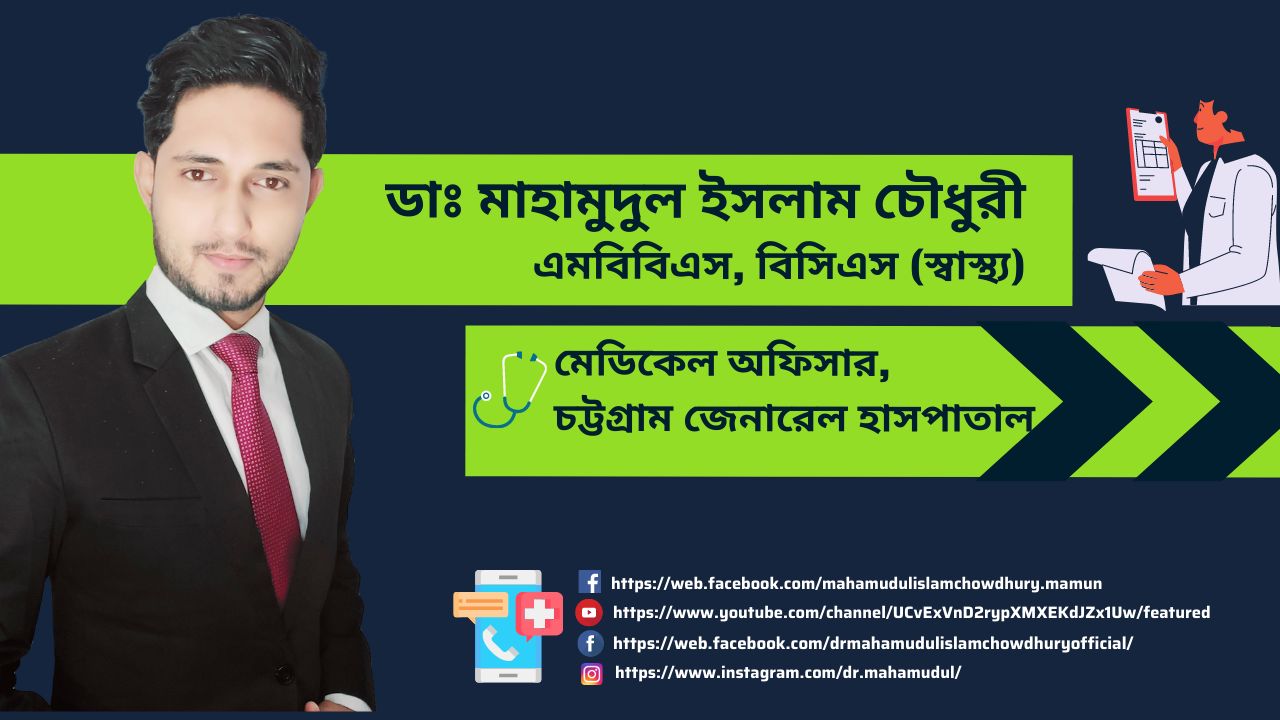 ডাঃ মাহামুদুল ইসলাম চৌধুরী
এমবিবিএস, বিসিএস (স্বাস্থ্য)
মেডিকেল অফিসার,
চট্টগ্রাম জেনারেল হাসপাতাল
https://web.facebook.com/mahamudulislamchowdhury.mamun
https://www.youtube.com/channel/UCvExVnD2rypXMXEKdJZx1Uw/featured
https://web.facebook.com/drmahamudulislamchowdhuryofficial/
https://www.instagram.com/dr.mahamudul/